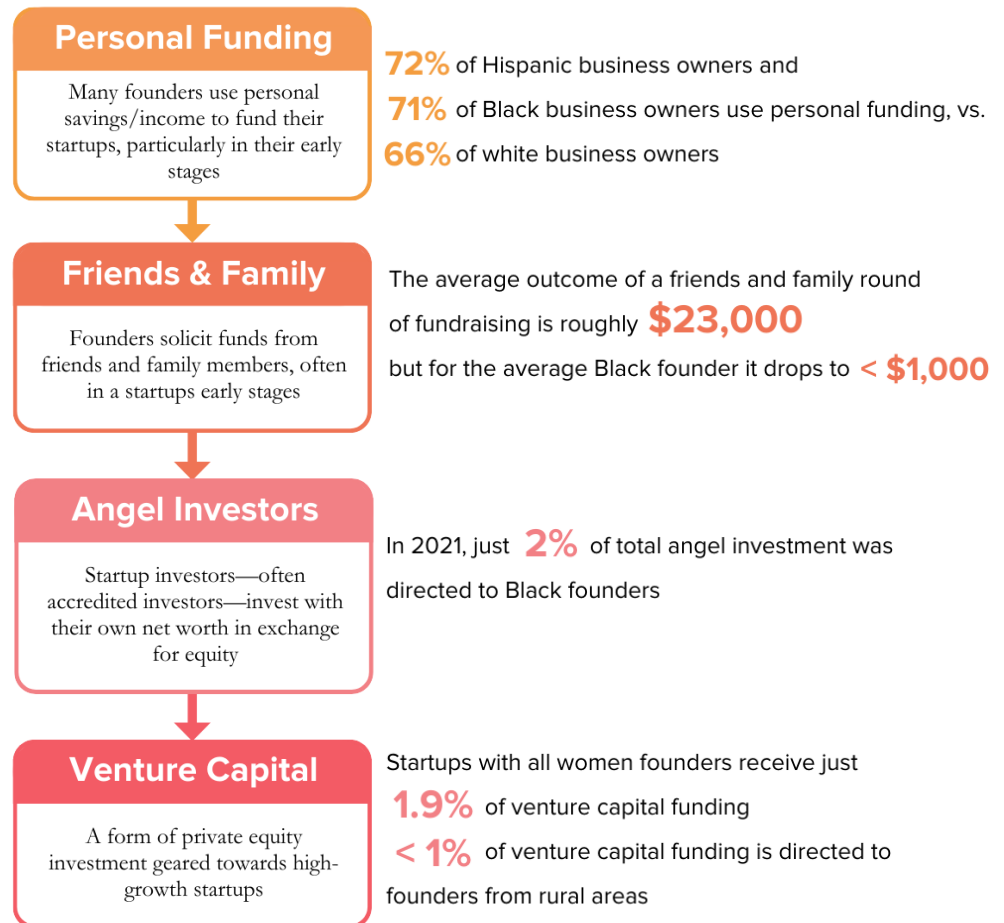 Personal Funding
Many founders use personal
savings/income to fund their
startups, particularly in their early
stages
72% of Hispanic business owners and
71% of Black business owners use personal funding, vs.
66% of white business owners
Friends & Family
Founders solicit funds from
friends and family members, often
in a startups early stages
The average outcome of a friends and family round
of fundraising is roughly $23,000
but for the average Black founder it drops to < $1,000
Angel Investors
Startup investors—often
accredited investors—invest with
their own net worth in exchange
for equity
In 2021, just 2% of total angel investment was
directed to Black founders
Venture Capital
A form of private equity
investment geared towards high-
growth startups
Startups with all women founders receive just
1.9% of venture capital funding
< 1% of venture capital funding is directed to
founders from rural areas